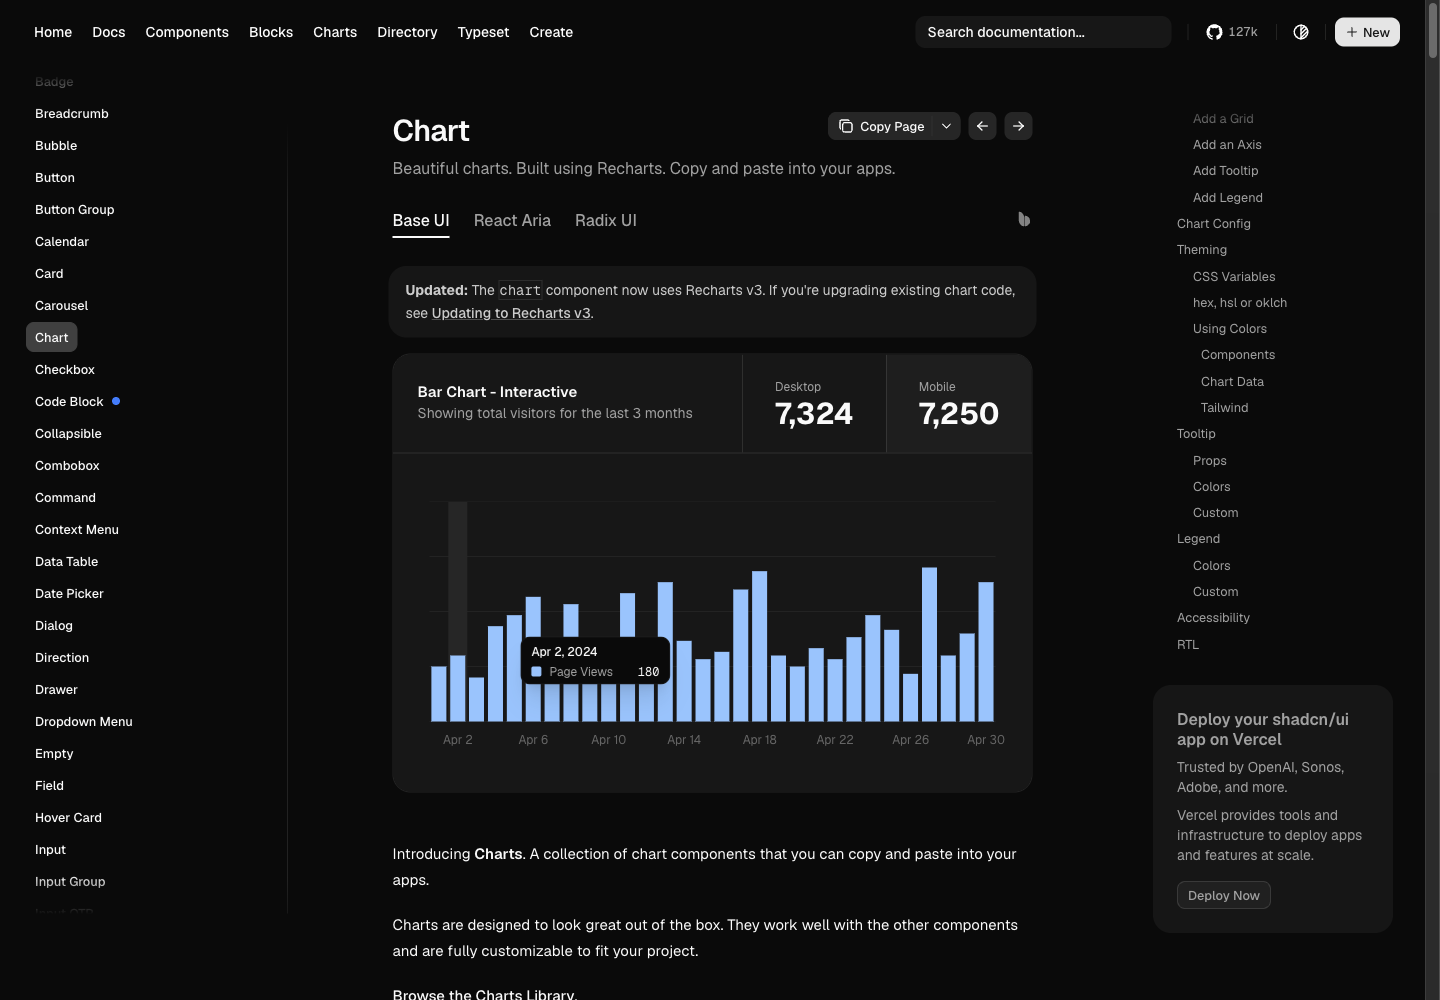 Home Docs Components Blocks Charts Directory Typeset Create
Search documentation...
127k
New
Badge
Breadcrumb
Bubble
Button
Button Group
Calendar
Card
Carousel
Chart
Checkbox
Code Block
Collapsible
Combobox
Command
Context Menu
Data Table
Date Picker
Dialog
Direction
Drawer
Dropdown Menu
Empty
Field
Hover Card
Input
Input Group
Input OTP
Chart
Copy Page
Beautiful charts. Built using Recharts. Copy and paste into your apps.
Base UI React Aria Radix UI
Updated: The chart component now uses Recharts v3. If you're upgrading existing chart code,
see Updating to Recharts v3.
Bar Chart - Interactive
Showing total visitors for the last 3 months
Desktop
7,324
Mobile
7,250
Apr 2, 2024
Page Views 180
Apr 2 Apr 6 Apr 10 Apr 14 Apr 18 Apr 22 Apr 26 Apr 30
Introducing Charts. A collection of chart components that you can copy and paste into your
apps.
Charts are designed to look great out of the box. They work well with the other components
and are fully customizable to fit your project.
Browse the Charts Library.
Add a Grid
Add an Axis
Add Tooltip
Add Legend
Chart Config
Theming
CSS Variables
hex, hsl or oklch
Using Colors
Components
Chart Data
Tailwind
Tooltip
Props
Colors
Custom
Legend
Colors
Custom
Accessibility
RTL
Deploy your shadcn/ui
app on Vercel
Trusted by OpenAI, Sonos,
Adobe, and more.
Vercel provides tools and
infrastructure to deploy apps
and features at scale.
Deploy Now